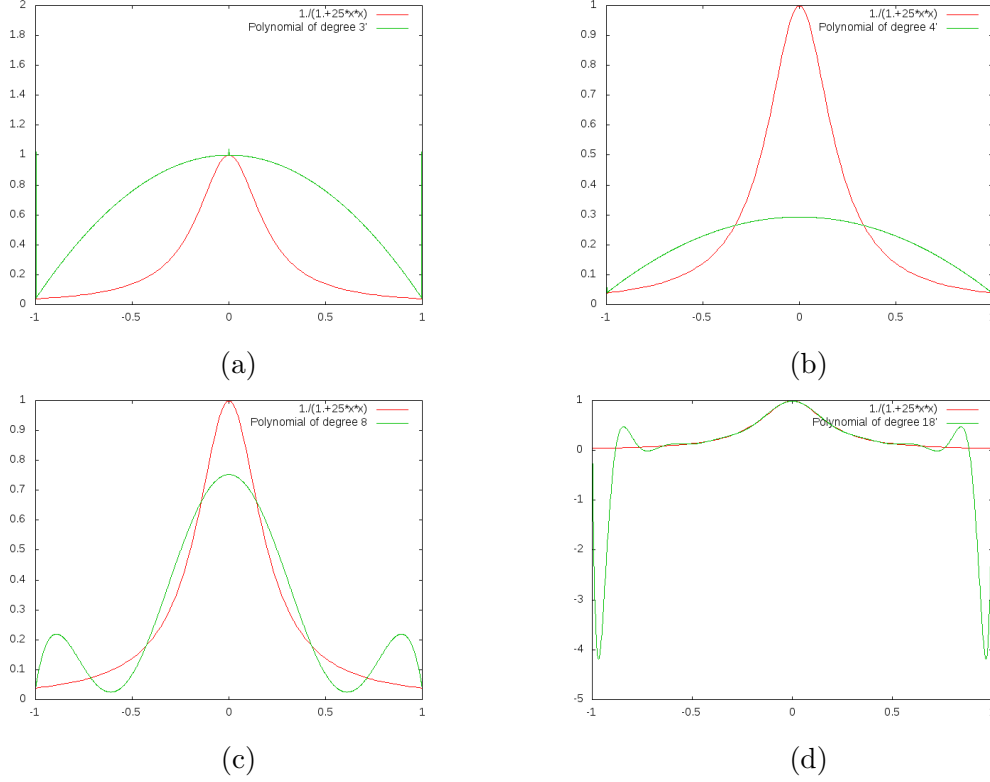 1./(1.+25*x*x)
Polynomial of degree 3'
2
1.8
1.6
1.4
1.2
1
0.8
0.6
0.4
0.2
0
-1 -0.5 0 0.5 1
(a)
1./(1.+25*x*x)
Polynomial of degree 4'
1
0.9
0.8
0.7
0.6
0.5
0.4
0.3
0.2
0.1
0
-1 -0.5 0 0.5 1
(b)
1./(1.+25*x*x)
Polynomial of degree 8
1
0.9
0.8
0.7
0.6
0.5
0.4
0.3
0.2
0.1
0
-1 -0.5 0 0.5 1
(c)
1./(1.+25*x*x)
Polynomial of degree 18'
1
0
-1
-2
-3
-4
-5
-1 -0.5 0 0.5
(d)